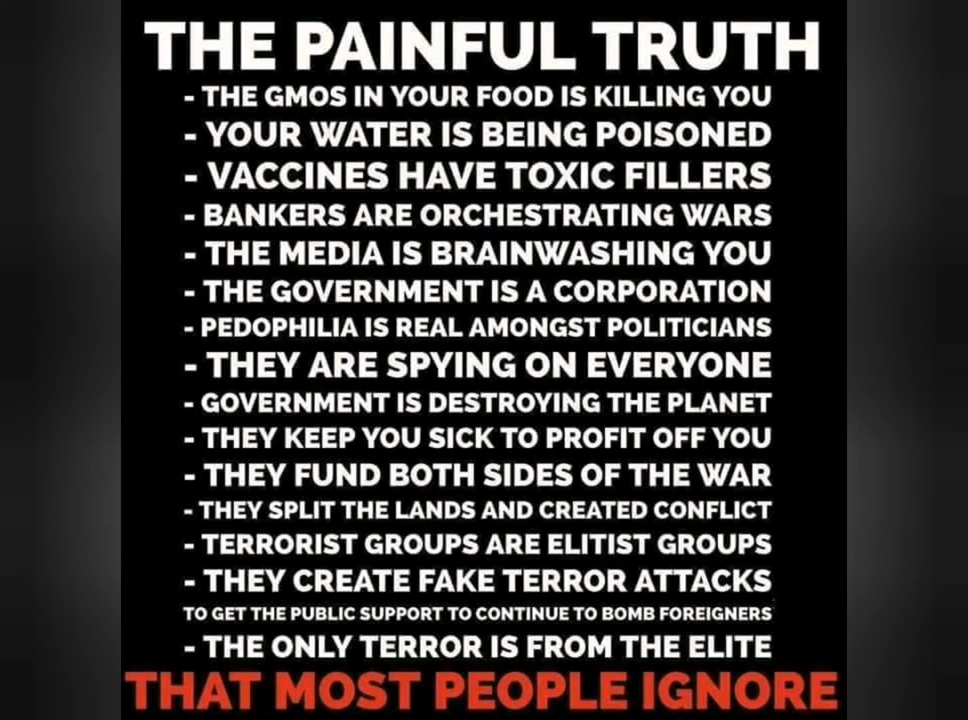 THE PAINFUL TRUTH
- THE GMOS IN YOUR FOOD IS KILLING YOU
- YOUR WATER IS BEING POISONED
- VACCINES HAVE TOXIC FILLERS
- BANKERS ARE ORCHESTRATING WARS
- THE MEDIA IS BRAINWASHING YOU
- THE GOVERNMENT IS A CORPORATION
- PEDOPHILIA IS REAL AMONGST POLITICIANS
- THEY ARE SPYING ON EVERYONE
- GOVERNMENT IS DESTROYING THE PLANET
- THEY KEEP YOU SICK TO PROFIT OFF YOU
- THEY FUND BOTH SIDES OF THE WAR
- THEY SPLIT THE LANDS AND CREATED CONFLICT
- TERRORIST GROUPS ARE ELITIST GROUPS
- THEY CREATE FAKE TERROR ATTACKS
TO GET THE PUBLIC SUPPORT TO CONTINUE TO BOMB FOREIGNERS
- THE ONLY TERROR IS FROM THE ELITE
THAT MOST PEOPLE IGNORE